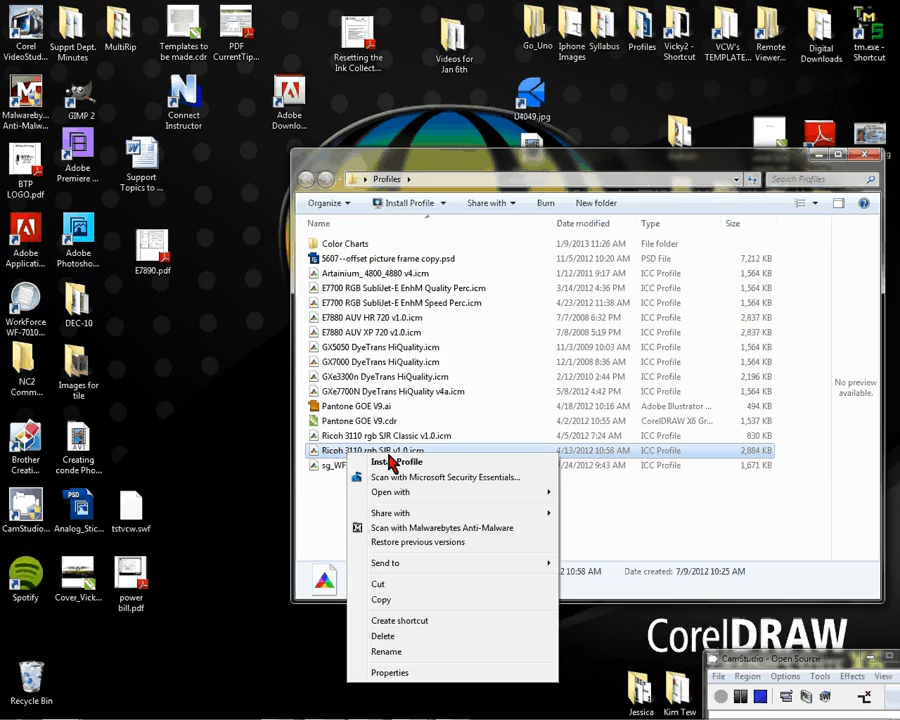 Corel
VideoStud...
Supprt Dept.
Minutes
MultiRip
Templates to
be made.cdr
PDF
CurrentTip...
Resetting the
Ink Collect...
Videos for
Jan 6th
Go_Uno
Iphone
Images
Syllabus
Profiles
Vicky2 -
Shortcut
VCW's
TEMPLATE...
Remote
Viewer...
Digital
Downloads
tm.exe -
Shortcut
Malwareby...
Anti-Malw...
GIMP 2
Connect
Instructor
Adobe
Downlo...
U4049.jpg
BTP
LOGO.pdf
Adobe
Premiere ...
Support
Topics to ...
Adobe
Applicati...
Adobe
Photosho...
E7890.pdf
WorkForce
WF-7010...
DEC-10
NC2
Comm...
Images for
tile
Brother
Creati...
Creating
conde Pho...
CamStudio...
Analog_Stic...
tstvcw.swf
Spotify
Cover_Vick...
power
bill.pdf
Recycle Bin
Profiles
Search Profiles
Organize
Install Profile
Share with
Burn
New folder
Name
Date modified
Type
Size
Color Charts 1/9/2013 11:26 AM File folder
5607--offset picture frame copy.psd 11/5/2012 10:20 AM PSD File 7,212 KB
Artainium_ 4800_4880 v4.icm 1/12/2011 9:17 AM ICC Profile 1,564 KB
E7700 RGB SubliJet-E EnhM Quality Perc.icm 3/14/2012 4:36 PM ICC Profile 1,564 KB
E7700 RGB SubliJet-E EnhM Speed Perc.icm 4/23/2012 11:38 AM ICC Profile 1,564 KB
E7880 AUV HR 720 v1.0.icm 7/7/2008 6:32 PM ICC Profile 2,837 KB
E7880 AUV XP 720 v1.0.icm 7/8/2008 5:19 PM ICC Profile 2,837 KB
GX5050 DyeTrans HiQuality.icm 11/3/2009 10:03 AM ICC Profile 1,564 KB
GX7000 DyeTrans HiQuality.icm 12/1/2008 8:36 AM ICC Profile 1,564 KB
GXe3300n DyeTrans HiQuality.icm 2/12/2010 2:44 PM ICC Profile 2,196 KB
GXe7700N DyeTrans HiQuality v4a.icm 5/8/2012 4:42 PM ICC Profile 1,564 KB
Pantone GOE V9.ai 4/18/2012 10:16 AM Adobe Illustrator ... 494 KB
Pantone GOE V9.cdr 4/20/2012 10:55 AM CorelDRAW X6 Gr... 1,537 KB
Ricoh 3110 rgb SJR Classic v1.0.icm 4/5/2012 7:24 AM ICC Profile 830 KB
Ricoh 3110 rgb SJR v1.0.icm 4/13/2012 10:58 AM ICC Profile 2,884 KB
sg_WF /24/2012 9:43 AM ICC Profile 1,671 KB
No preview
available.
Install Profile
Scan with Microsoft Security Essentials...
Open with
Share with
Scan with Malwarebytes Anti-Malware
Restore previous versions
Send to
Cut
Copy
Create shortcut
Delete
Rename
Properties
10:58 AM Date created: 7/9/2012 10:25 AM
CorelDRAW
CamStudio - Open Source
File Region Options Tools Effects View
Jessica
Kim Tew